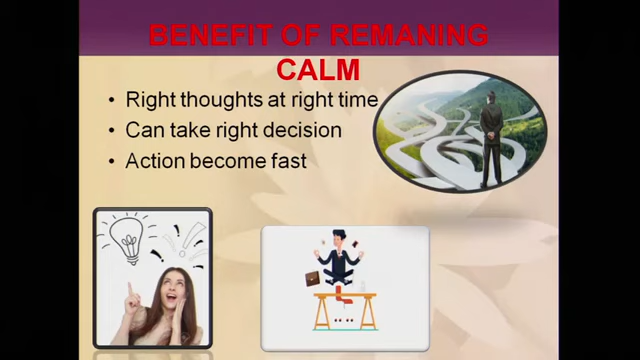 BENEFIT OF REMANING
CALM
• Right thoughts at right time
• Can take right decision
• Action become fast